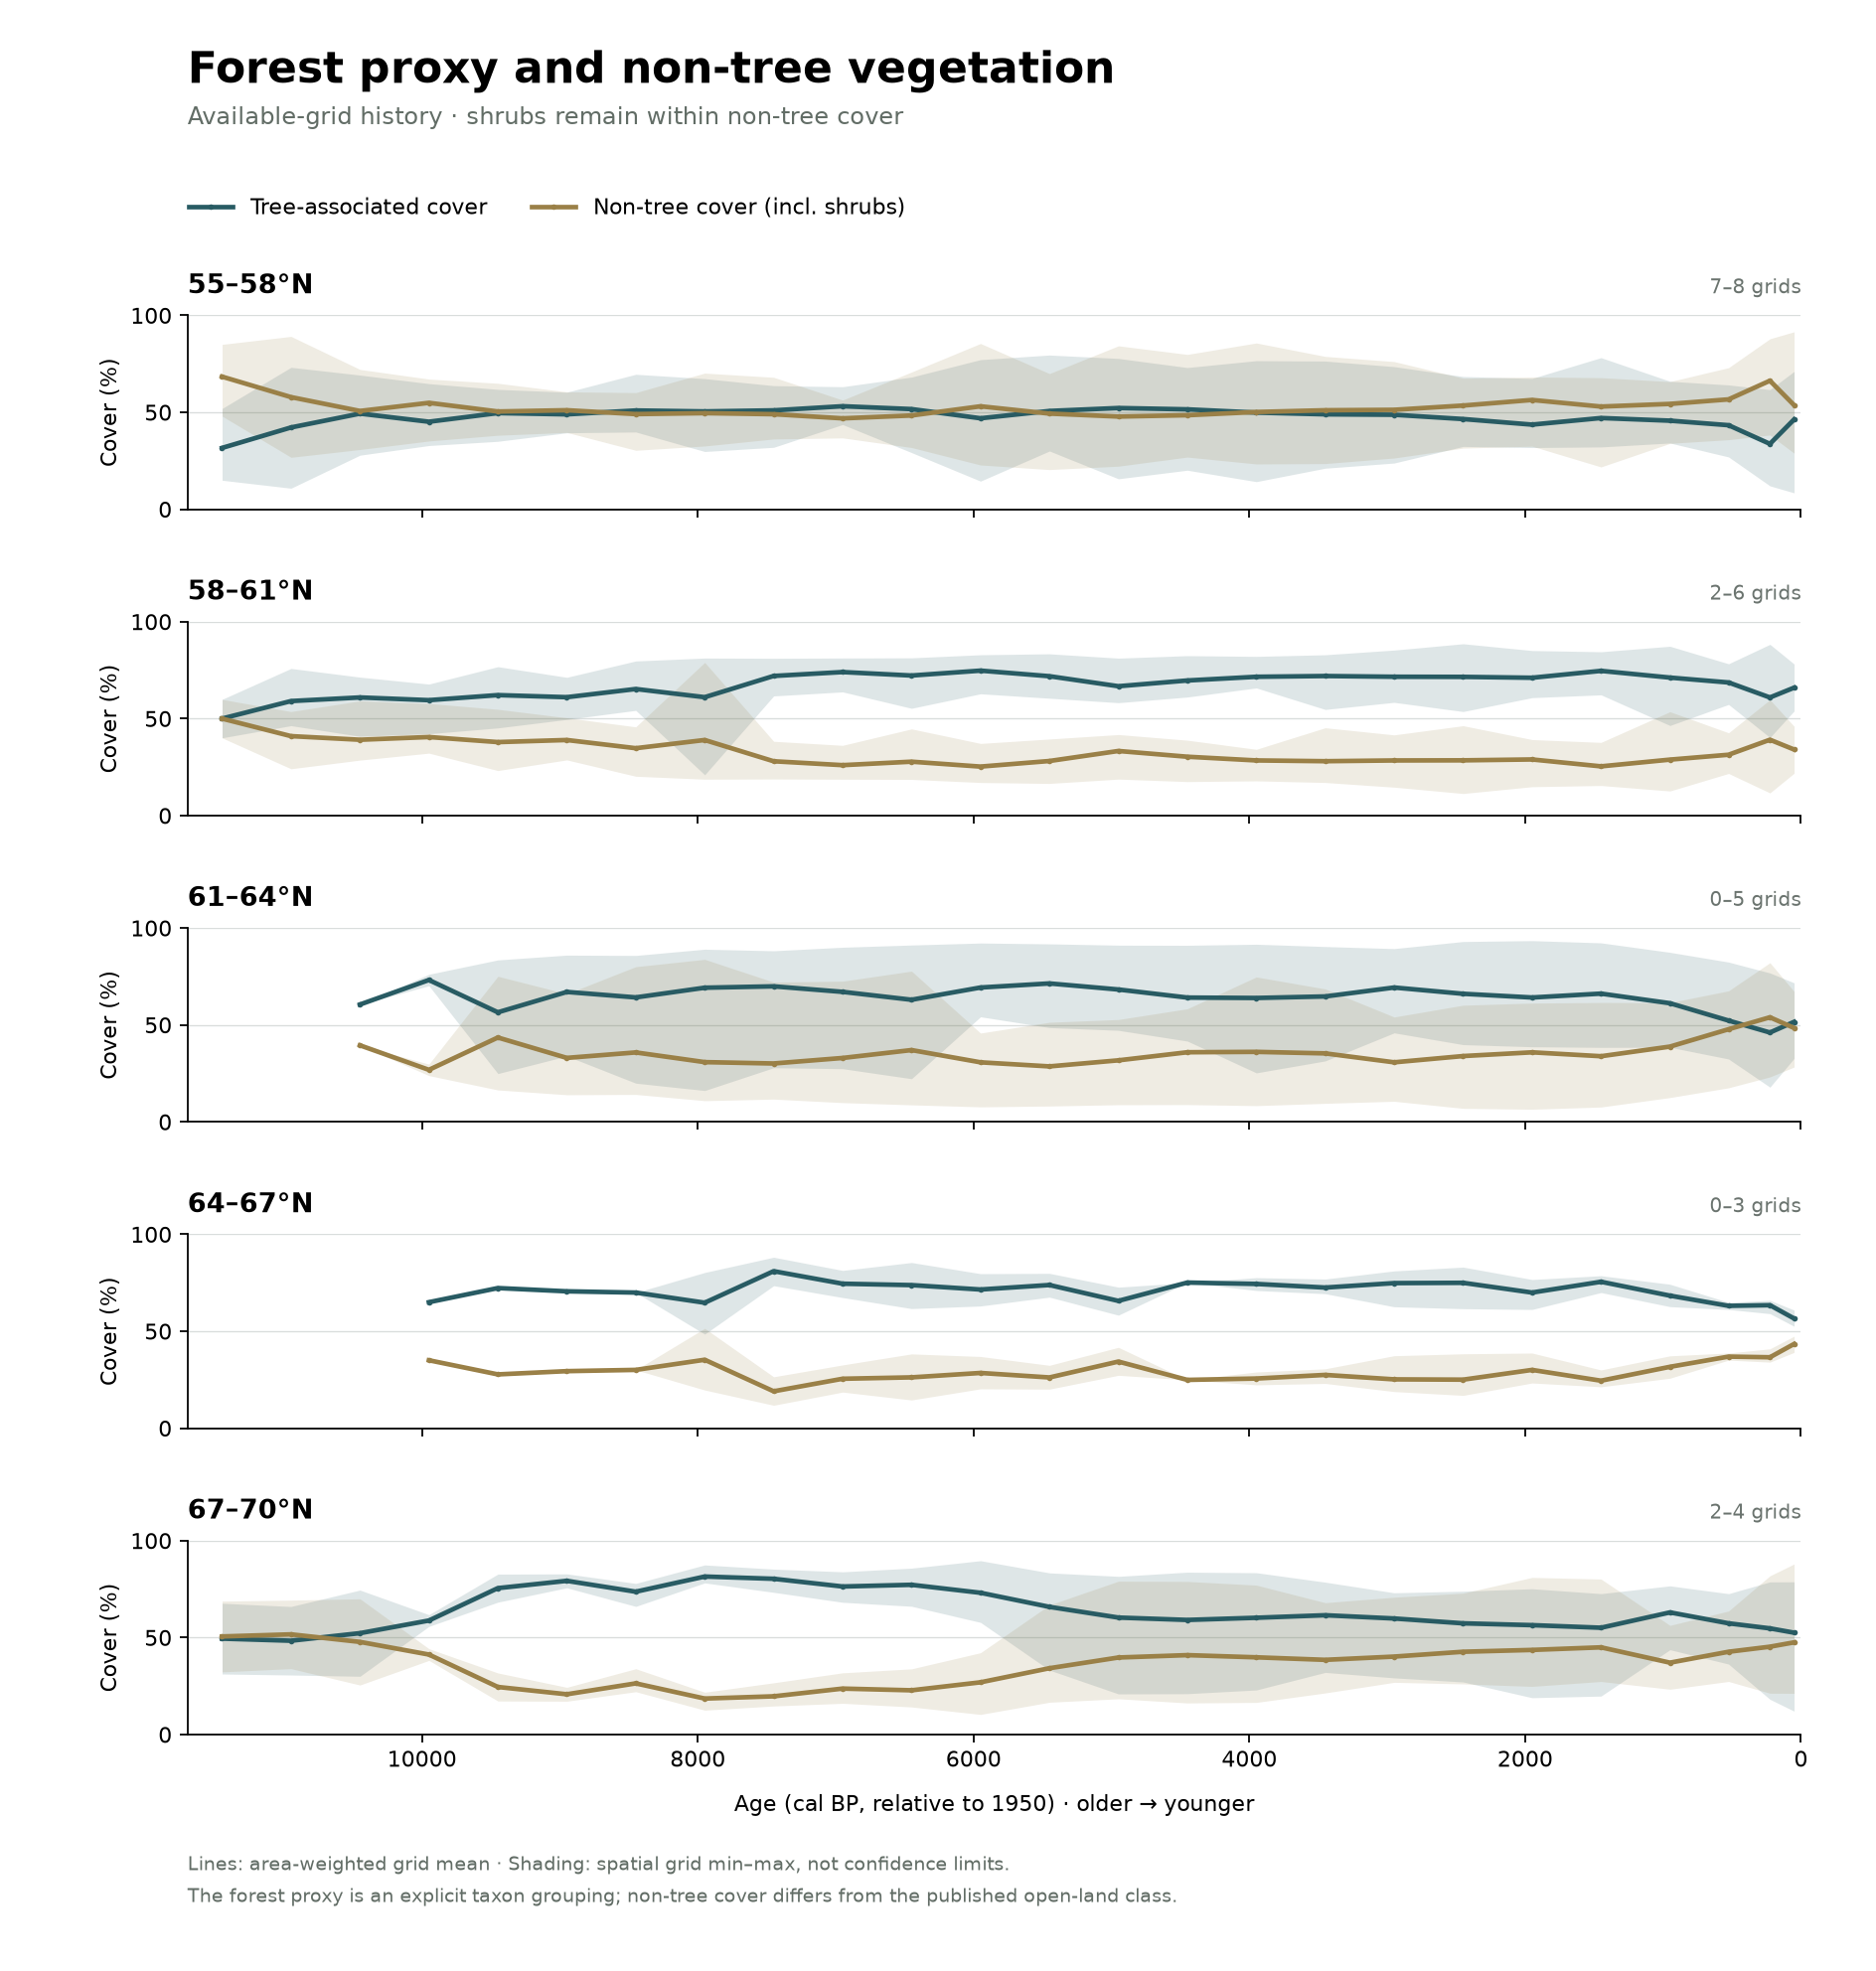 Forest proxy and non-tree vegetation
Available-grid history · shrubs remain within non-tree cover
Tree-associated cover
Non-tree cover (incl. shrubs)
55–58°N
7–8 grids
100
50
0
Cover (%)
58–61°N
2–6 grids
100
50
0
Cover (%)
61–64°N
0–5 grids
100
50
0
Cover (%)
64–67°N
0–3 grids
100
50
0
Cover (%)
67–70°N
2–4 grids
100
50
0
Cover (%)
10000 8000 6000 4000 2000 0
Age (cal BP, relative to 1950) · older → younger
Lines: area-weighted grid mean · Shading: spatial grid min–max, not confidence limits.
The forest proxy is an explicit taxon grouping; non-tree cover differs from the published open-land class.